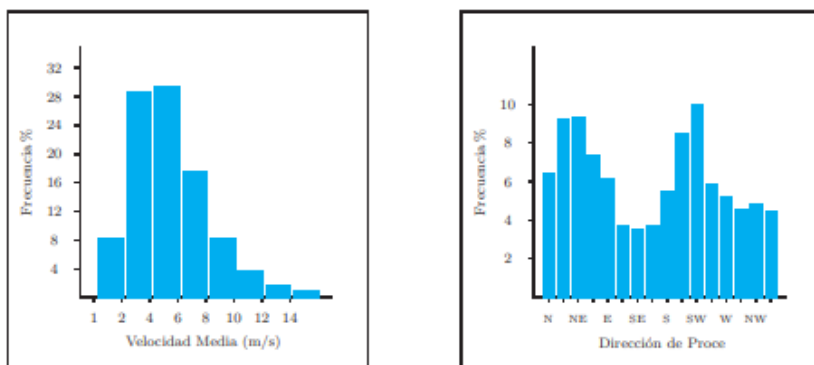 32
28
24
20
16
12
8
4
Frecuencia %
1 2 4 6 8 10 12 14
Velocidad Media (m/s)
10
8
6
4
2
Frecuencia %
N NE E SE S SW W NW
Dirección de Proce